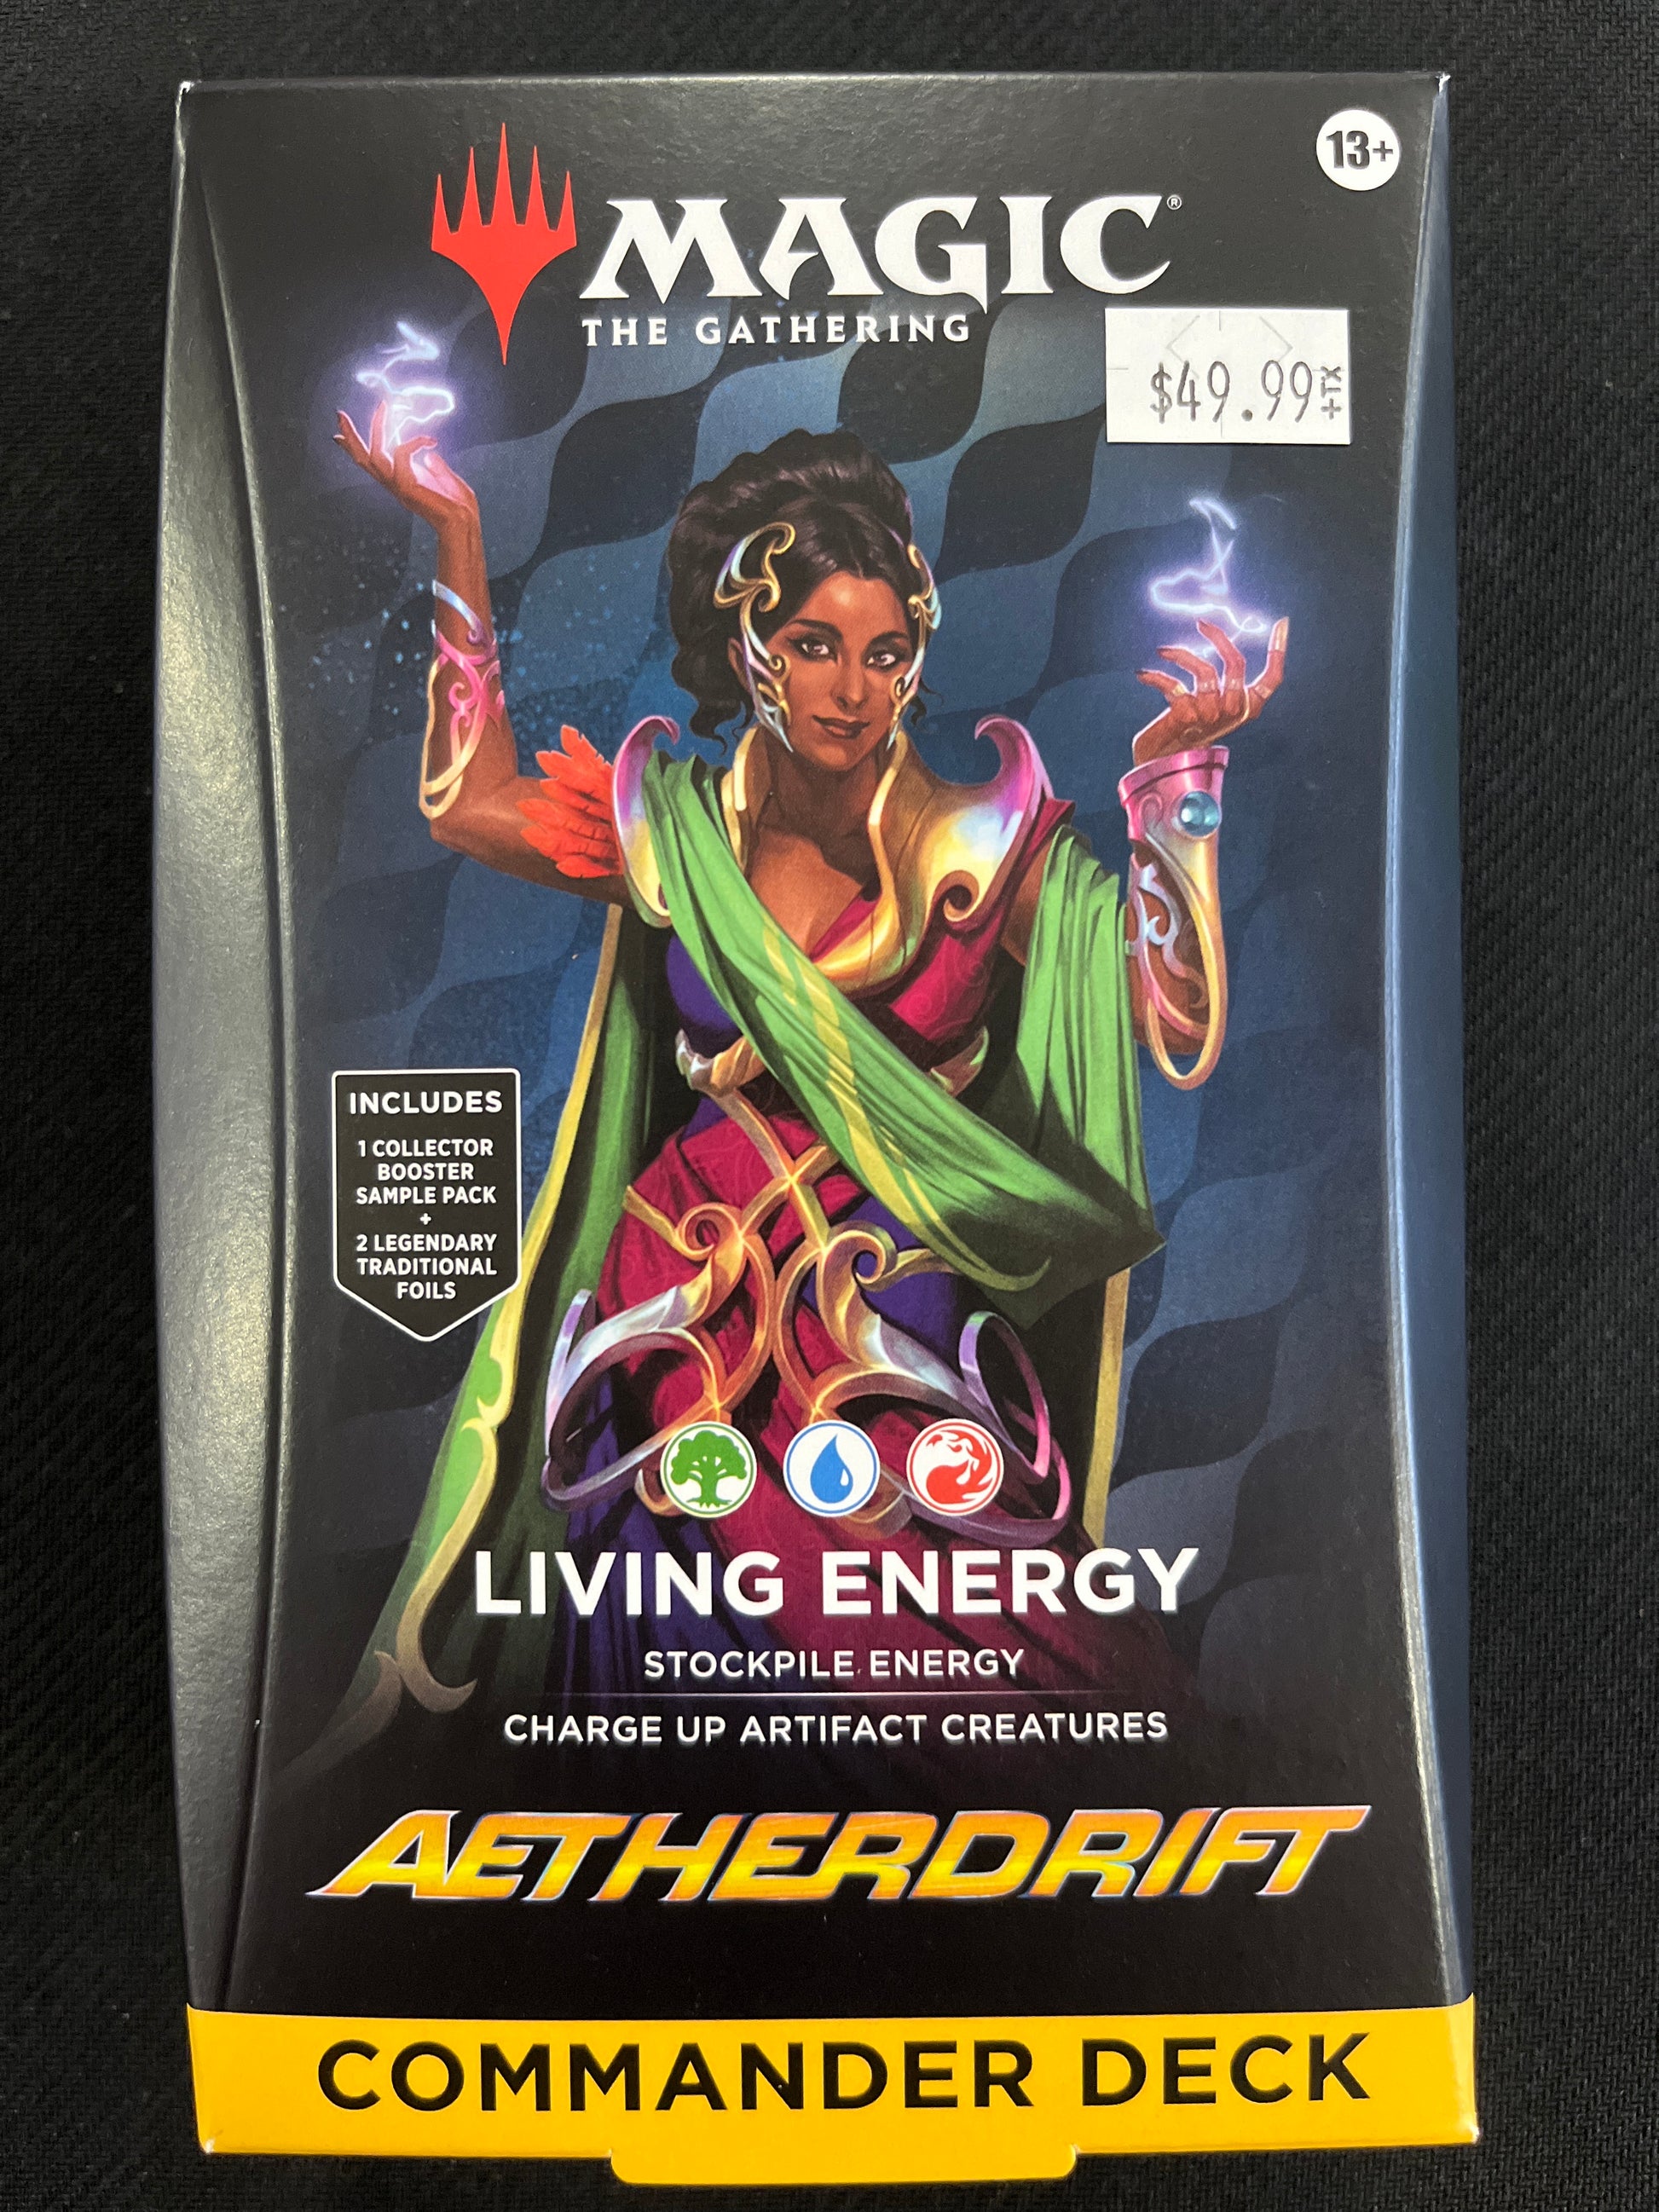 13+
MAGIC®
THE GATHERING
$49.99+TX
INCLUDES
1 COLLECTOR
BOOSTER
SAMPLE PACK
+
2 LEGENDARY
TRADITIONAL
FOILS
LIVING ENERGY
STOCKPILE ENERGY
CHARGE UP ARTIFACT CREATURES
AETHERDRIFT
COMMANDER DECK